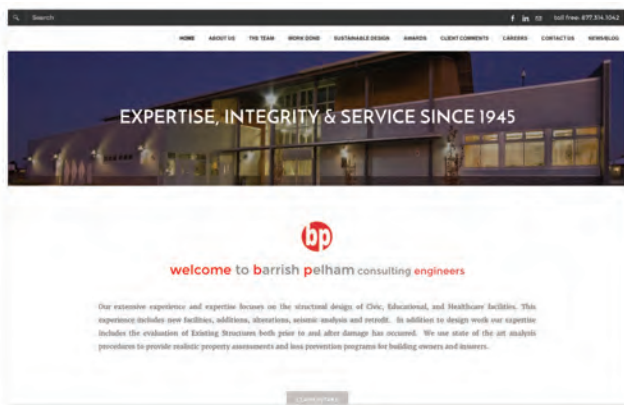 Search
toll free: 877.514.1042
HOME ABOUT US THE TEAM WORK DONE SUSTAINABLE DESIGN AWARDS CLIENT COMMENTS CAREERS CONTACT US NEWS/BLOG
EXPERTISE, INTEGRITY & SERVICE SINCE 1945
bp
welcome to barrish pelham consulting engineers
Our extensive experience and expertise focuses on the structural design of Civic, Educational, and Healthcare facilities. This
experience includes new facilities, additions, alterations, seismic analysis and retrofit. In addition to design work our expertise
includes the evaluation of Existing Structures both prior to and after damage has occurred. We use state of the art analysis
procedures to provide realistic property assessments and loss prevention programs for building owners and insurers.